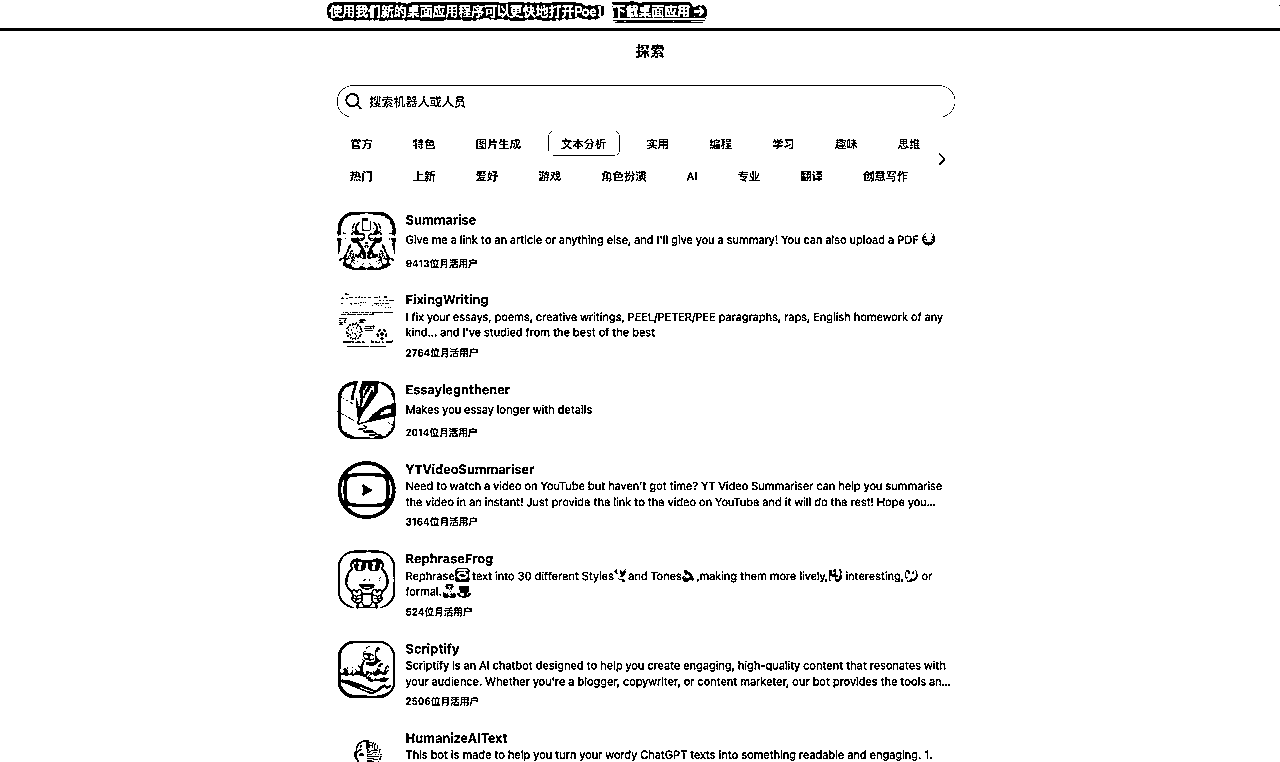 使用我们新的桌面应用程序可以更快地打开Poe！ 下载桌面应用 →
探索
搜索机器人或人员
官方 特色 图片生成 文本分析 实用 编程 学习 趣味 思维
热门 上新 爱好 游戏 角色扮演 AI 专业 翻译 创意写作
Summarise
Give me a link to an article or anything else, and I'll give you a summary! You can also upload a PDF
9413位月活用户
FixingWriting
I fix your essays, poems, creative writings, PEEL/PETER/PEE paragraphs, raps, English homework of any
kind... and I've studied from the best of the best
2764位月活用户
Essaylegnthener
Makes you essay longer with details
2014位月活用户
YTVideoSummariser
Need to watch a video on YouTube but haven't got time? YT Video Summariser can help you summarise
the video in an instant! Just provide the link to the video on YouTube and it will do the rest! Hope you...
3164位月活用户
RephraseFrog
Rephrase text into 30 different Styles and Tones ,making them more lively, interesting, or
formal.
524位月活用户
Scriptify
Scriptify is an AI chatbot designed to help you create engaging, high-quality content that resonates with
your audience. Whether you're a blogger, copywriter, or content marketer, our bot provides the tools an...
2506位月活用户
HumanizeAIText
This bot is made to help you turn your wordy ChatGPT texts into something readable and engaging. 1.